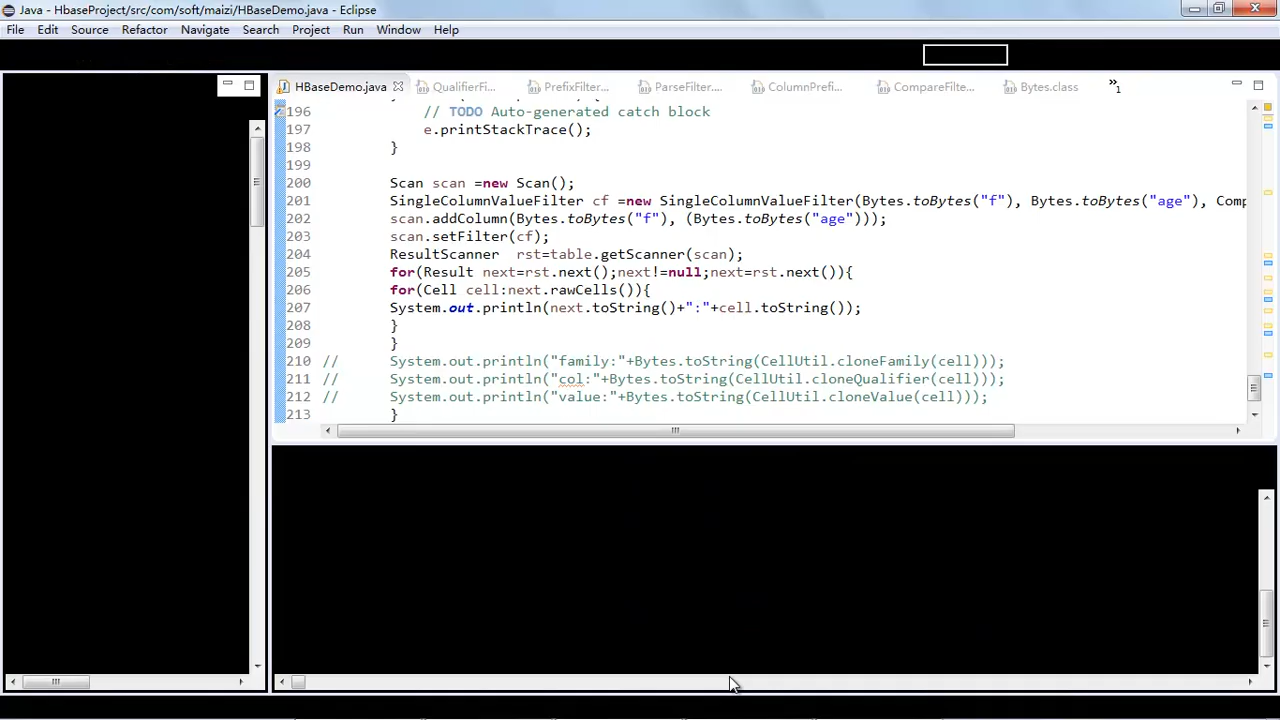 Java - HbaseProject/src/com/soft/maizi/HBaseDemo.java - Eclipse
File Edit Source Refactor Navigate Search Project Run Window Help
HBaseDemo.java QualifierFi... PrefixFilter... ParseFilter.... ColumnPrefi... CompareFilte... Bytes.class »1
196 // TODO Auto-generated catch block
197 e.printStackTrace();
198 }
199
200 Scan scan =new Scan();
201 SingleColumnValueFilter cf =new SingleColumnValueFilter(Bytes.toBytes("f"), Bytes.toBytes("age"), Comp
202 scan.addColumn(Bytes.toBytes("f"), (Bytes.toBytes("age")));
203 scan.setFilter(cf);
204 ResultScanner rst=table.getScanner(scan);
205 for(Result next=rst.next();next!=null;next=rst.next()){
206 for(Cell cell:next.rawCells()){
207 System.out.println(next.toString()+":"+cell.toString());
208 }
209 }
210 // System.out.println("family:"+Bytes.toString(CellUtil.cloneFamily(cell)));
211 // System.out.println("col:"+Bytes.toString(CellUtil.cloneQualifier(cell)));
212 // System.out.println("value:"+Bytes.toString(CellUtil.cloneValue(cell)));
213 }